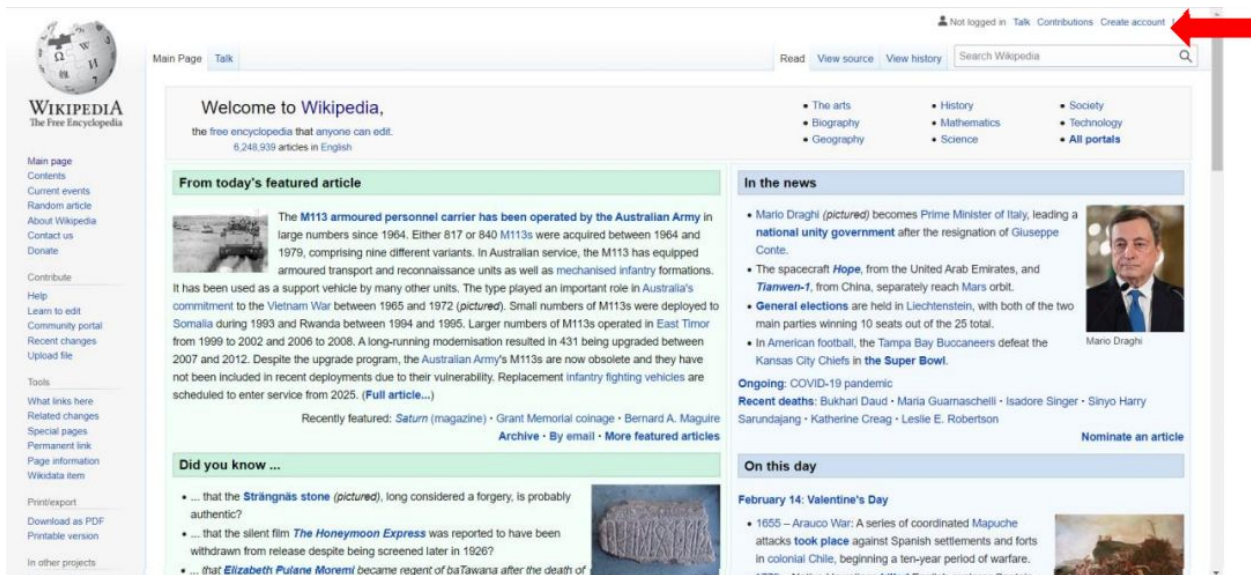 Not logged in Talk Contributions Create account
Main Page Talk
Read View source View history Search Wikipedia
WIKIPEDIA
The Free Encyclopedia
Main page
Contents
Current events
Random article
About Wikipedia
Contact us
Donate
Contribute
Help
Learn to edit
Community portal
Recent changes
Upload file
Tools
What links here
Related changes
Special pages
Permanent link
Page information
Wikidata item
Print/export
Download as PDF
Printable version
In other projects
Welcome to Wikipedia,
the free encyclopedia that anyone can edit.
6,248,939 articles in English
• The arts
• Biography
• Geography
• History
• Mathematics
• Science
• Society
• Technology
• All portals
From today's featured article
The M113 armoured personnel carrier has been operated by the Australian Army in
large numbers since 1964. Either 817 or 840 M113s were acquired between 1964 and
1979, comprising nine different variants. In Australian service, the M113 has equipped
armoured transport and reconnaissance units as well as mechanised infantry formations.
It has been used as a support vehicle by many other units. The type played an important role in Australia's
commitment to the Vietnam War between 1965 and 1972 (pictured). Small numbers of M113s were deployed to
Somalia during 1993 and Rwanda between 1994 and 1995. Larger numbers of M113s operated in East Timor
from 1999 to 2002 and 2006 to 2008. A long-running modernisation resulted in 431 being upgraded between
2007 and 2012. Despite the upgrade program, the Australian Army's M113s are now obsolete and they have
not been included in recent deployments due to their vulnerability. Replacement infantry fighting vehicles are
scheduled to enter service from 2025. (Full article...)
Recently featured: Saturn (magazine) · Grant Memorial coinage · Bernard A. Maguire
Archive · By email · More featured articles
Did you know ...
• ... that the Strängnäs stone (pictured), long considered a forgery, is probably
authentic?
• ... that the silent film The Honeymoon Express was reported to have been
withdrawn from release despite being screened later in 1926?
• ... that Elizabeth Pulane Moremi became regent of baTawana after the death of
In the news
• Mario Draghi (pictured) becomes Prime Minister of Italy, leading a
national unity government after the resignation of Giuseppe
Conte.
• The spacecraft Hope, from the United Arab Emirates, and
Tianwen-1, from China, separately reach Mars orbit.
• General elections are held in Liechtenstein, with both of the two
main parties winning 10 seats out of the 25 total.
• In American football, the Tampa Bay Buccaneers defeat the
Kansas City Chiefs in the Super Bowl.
Mario Draghi
Ongoing: COVID-19 pandemic
Recent deaths: Bukhari Daud · Maria Guarnaschelli · Isadore Singer · Sinyo Harry
Sarundajang · Katherine Creag · Leslie E. Robertson
Nominate an article
On this day
February 14: Valentine's Day
• 1655 – Arauco War: A series of coordinated Mapuche
attacks took place against Spanish settlements and forts
in colonial Chile, beginning a ten-year period of warfare.